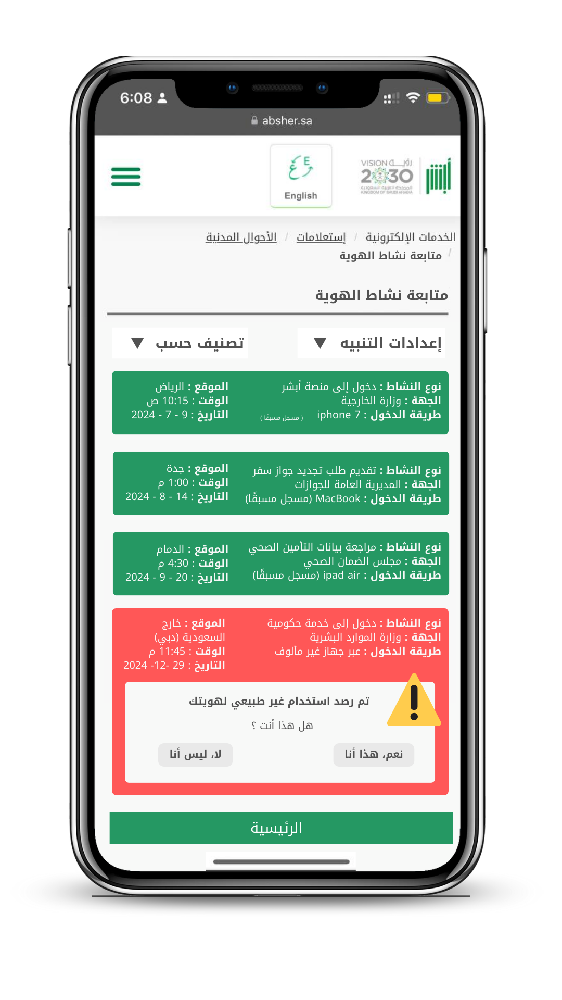 6:08
absher.sa
VISION رؤيــة
2030
المملكة العربية السعودية
KINGDOM OF SAUDI ARABIA
أبشر
E
ع
English
الخدمات الإلكترونية / إستعلامات / الأحوال المدنية
/ متابعة نشاط الهوية
متابعة نشاط الهوية
إعدادات التنبيه ▼
تصنيف حسب ▼
نوع النشاط : دخول إلى منصة أبشر
الجهة : وزارة الخارجية
طريقة الدخول : iphone 7 ( مسجل مسبقًا )
الموقع : الرياض
الوقت : 10:15 ص
التاريخ : 9 - 7 - 2024
نوع النشاط : تقديم طلب تجديد جواز سفر
الجهة : المديرية العامة للجوازات
طريقة الدخول : MacBook (مسجل مسبقًا)
الموقع : جدة
الوقت : 1:00 م
التاريخ : 14 - 8 - 2024
نوع النشاط : مراجعة بيانات التأمين الصحي
الجهة : مجلس الضمان الصحي
طريقة الدخول : ipad air (مسجل مسبقًا)
الموقع : الدمام
الوقت : 4:30 م
التاريخ : 20 - 9 - 2024
نوع النشاط : دخول إلى خدمة حكومية
الجهة : وزارة الموارد البشرية
طريقة الدخول : عبر جهاز غير مألوف
الموقع : خارج
السعودية (دبي)
الوقت : 11:45 م
التاريخ : 29 -12- 2024
تم رصد استخدام غير طبيعي لهويتك
هل هذا أنت ؟
نعم، هذا أنا
لا، ليس أنا
الرئيسية